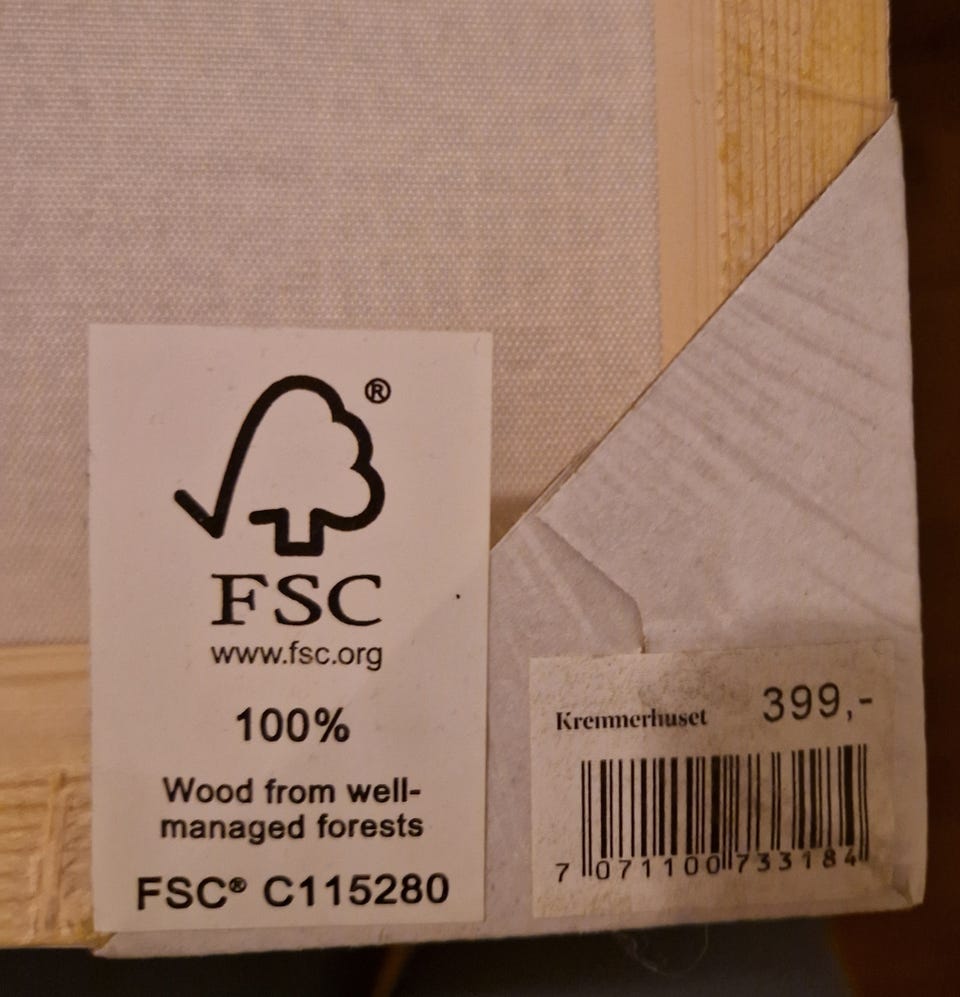 ®
FSC
www.fsc.org
100%
Wood from well-
managed forests
FSC® C115280
Kremmerhuset 399,-
7 071100 733184